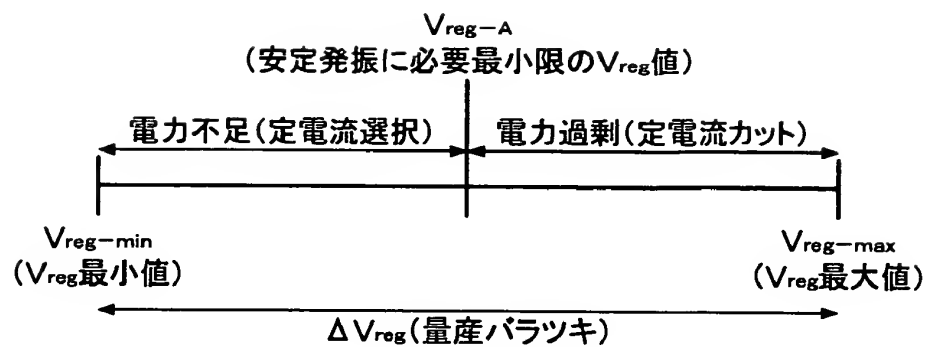 Vreg-A
(安定発振に必要最小限のVreg値)
電力不足(定電流選択)
電力過剰(定電流カット)
Vreg-min
(Vreg最小値)
Vreg-max
(Vreg最大値)
ΔVreg(量産バラツキ)